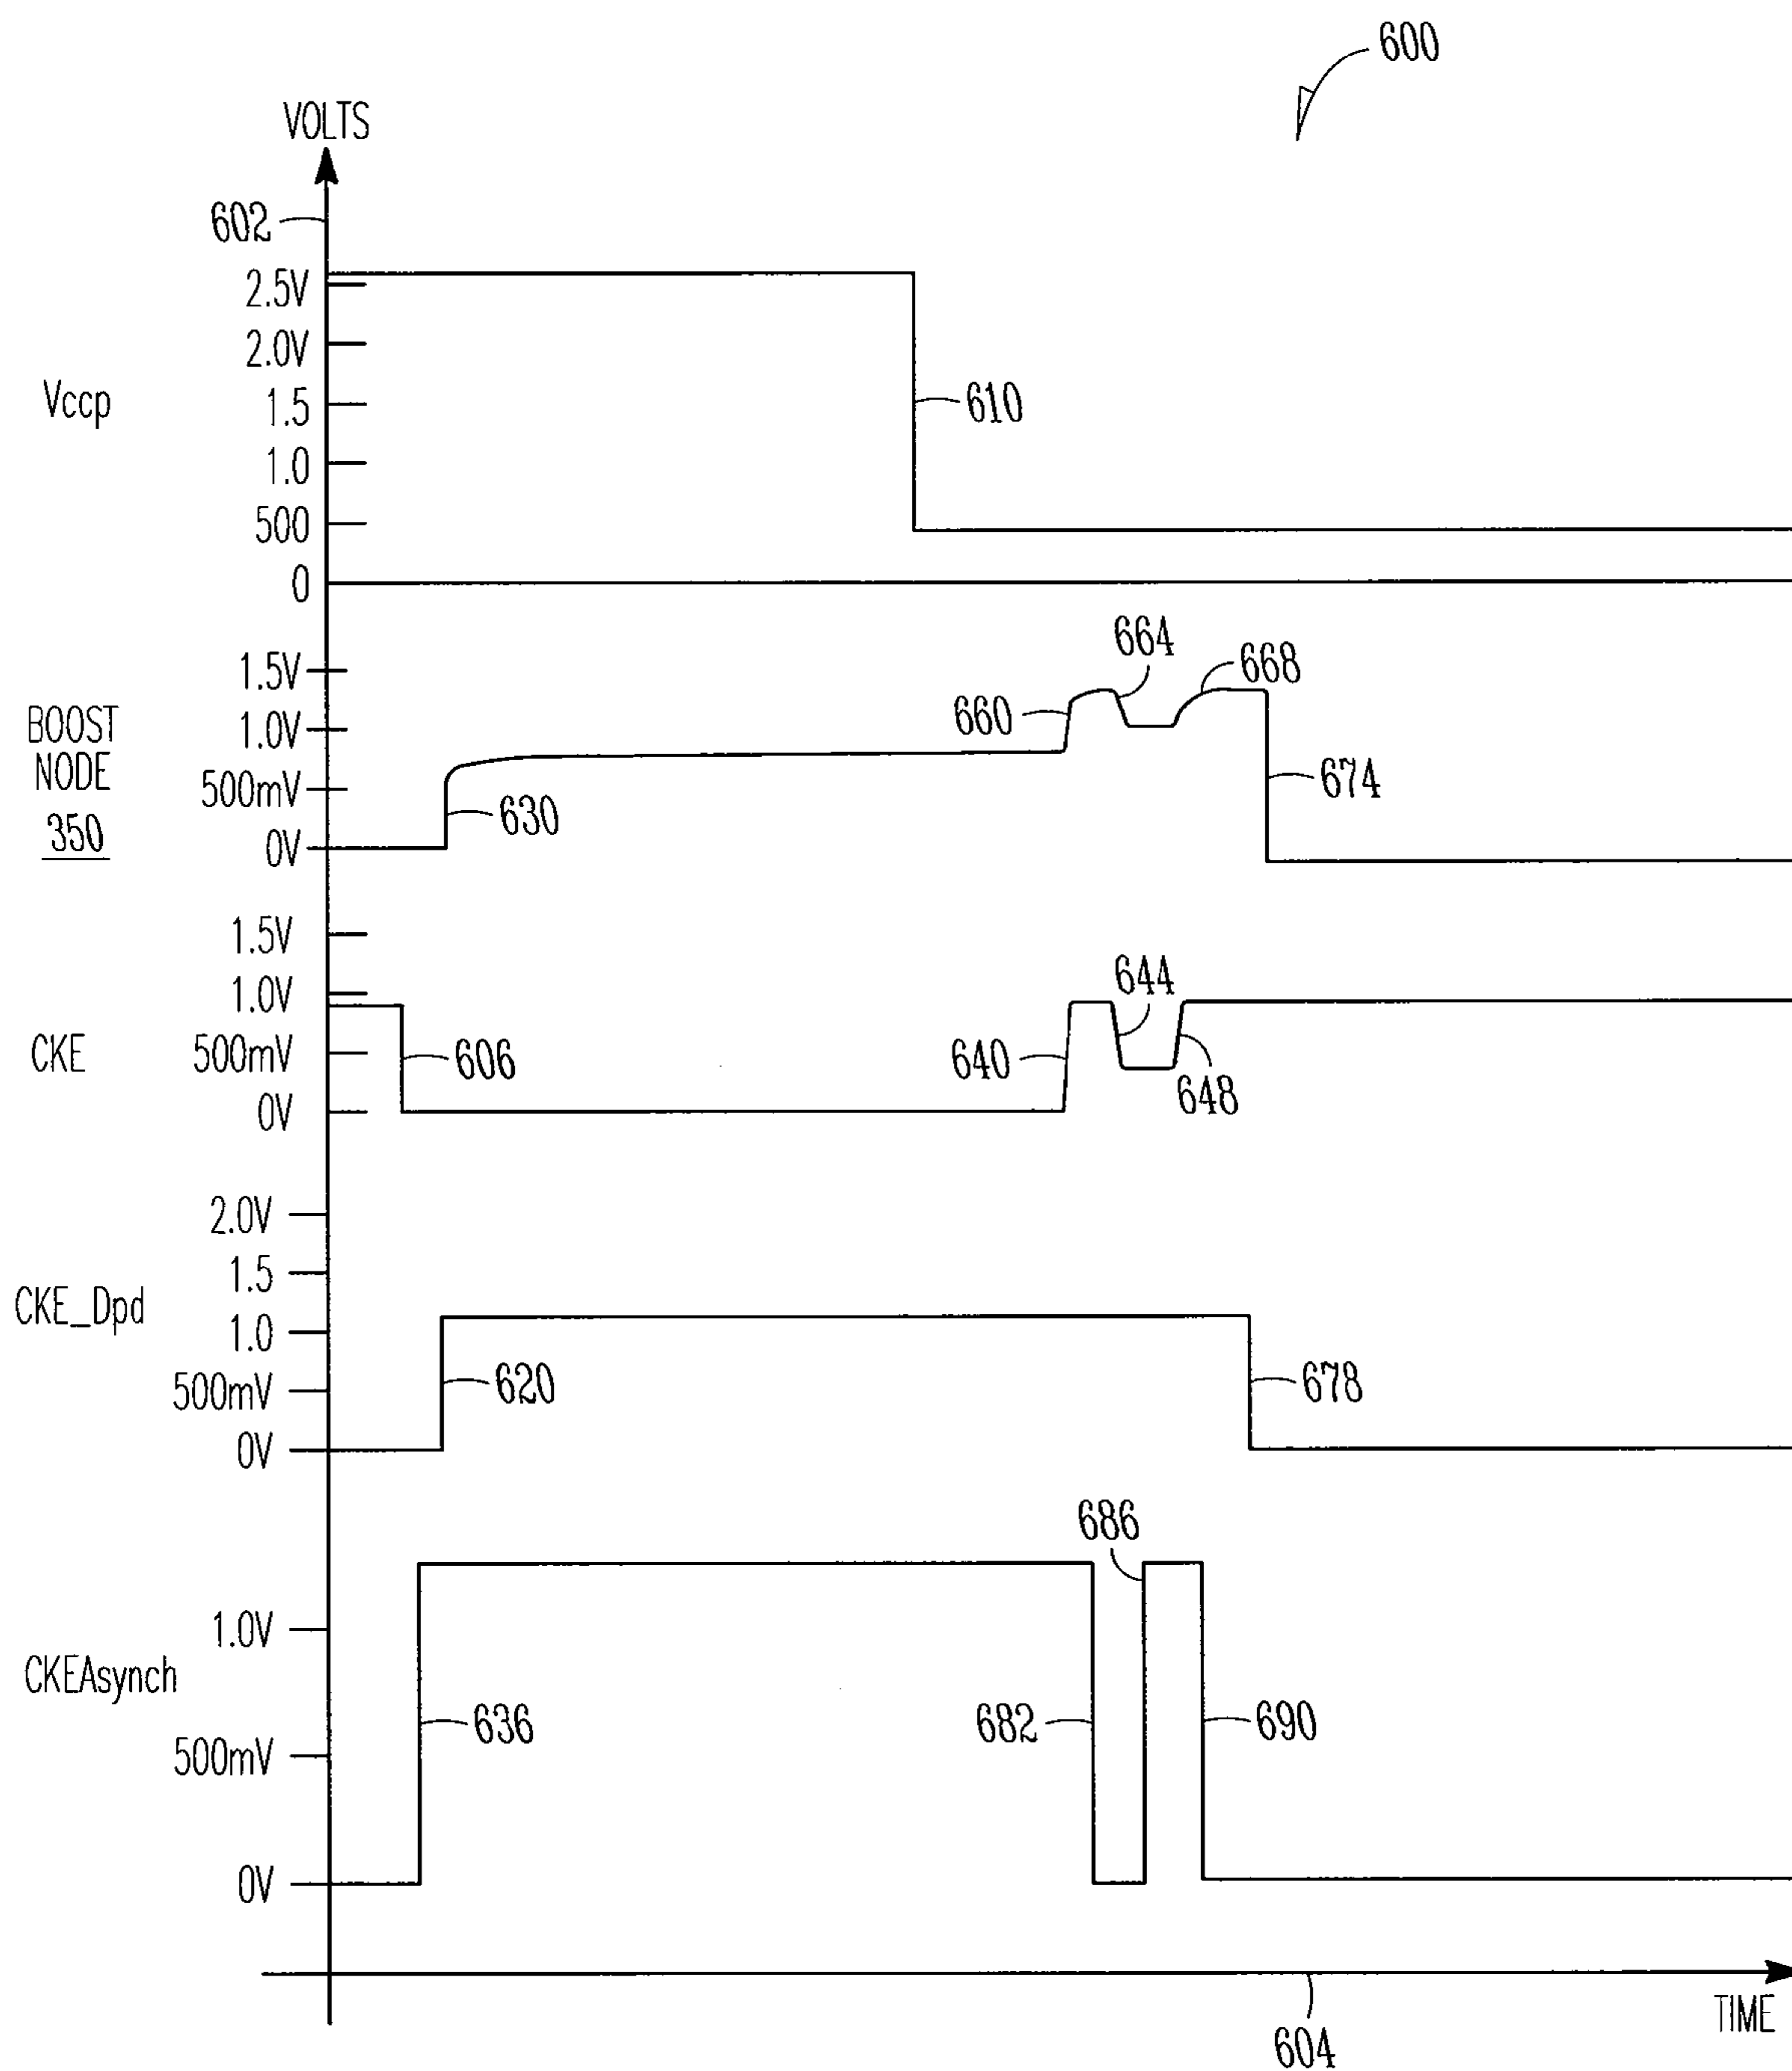 600
VOLTS
602
2.5V
2.0V
1.5
1.0
500
0
Vccp
610
BOOST
NODE
350
1.5V
1.0V
500mV
0V
630
660
664
668
674
CKE
1.5V
1.0V
500mV
0V
606
640
644
648
CKE_Dpd
2.0V
1.5
1.0
500mV
0V
620
678
CKEAsynch
1.0V
500mV
0V
636
682
686
690
TIME
604